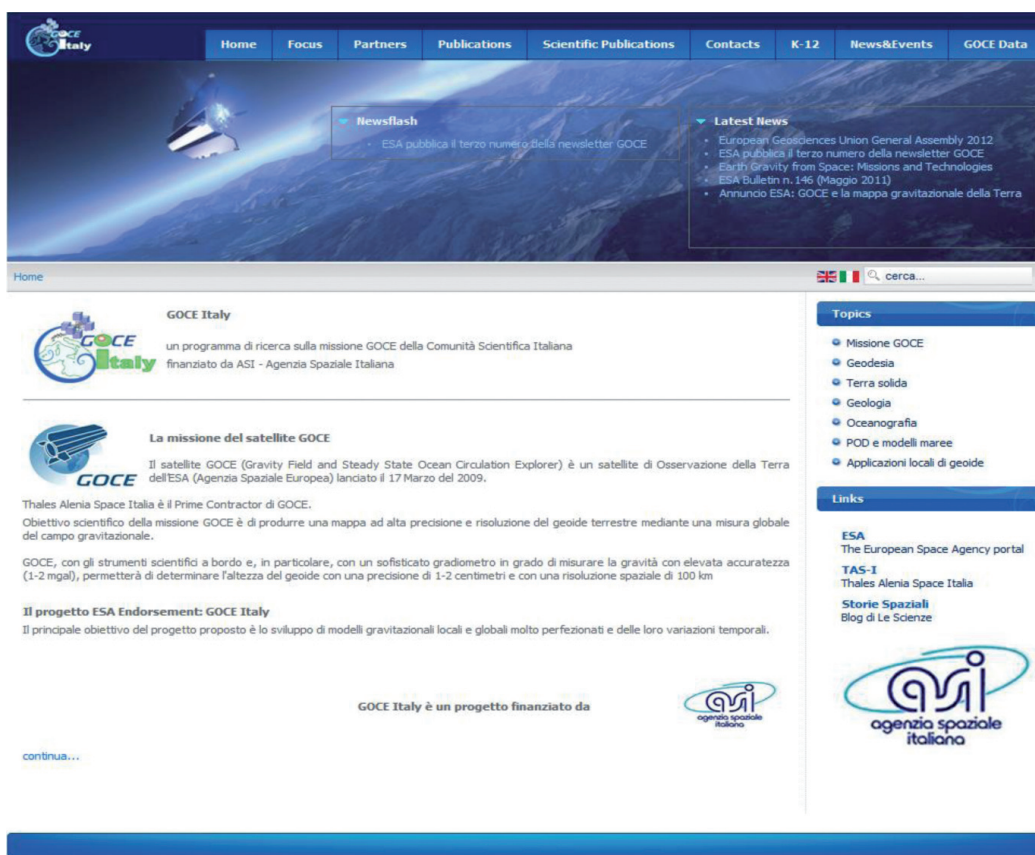 GOCE
Italy
Home Focus Partners Publications Scientific Publications Contacts K-12 News&Events GOCE Data
Newsflash
ESA pubblica il terzo numero della newsletter GOCE
Latest News
European Geosciences Union General Assembly 2012
ESA pubblica il terzo numero della newsletter GOCE
Earth Gravity from Space: Missions and Technologies
ESA Bulletin n.146 (Maggio 2011)
Annuncio ESA: GOCE e la mappa gravitazionale della Terra
Home
cerca...
GOCE
Italy
GOCE Italy
un programma di ricerca sulla missione GOCE della Comunità Scientifica Italiana
finanziato da ASI - Agenzia Spaziale Italiana
GOCE
La missione del satellite GOCE
Il satellite GOCE (Gravity Field and Steady State Ocean Circulation Explorer) è un satellite di Osservazione della Terra
dell'ESA (Agenzia Spaziale Europea) lanciato il 17 Marzo del 2009.
Thales Alenia Space Italia è il Prime Contractor di GOCE.
Obiettivo scientifico della missione GOCE è di produrre una mappa ad alta precisione e risoluzione del geoide terrestre mediante una misura globale
del campo gravitazionale.
GOCE, con gli strumenti scientifici a bordo e, in particolare, con un sofisticato gradiometro in grado di misurare la gravità con elevata accuratezza
(1-2 mgal), permetterà di determinare l'altezza del geoide con una precisione di 1-2 centimetri e con una risoluzione spaziale di 100 km
Il progetto ESA Endorsement: GOCE Italy
Il principale obiettivo del progetto proposto è lo sviluppo di modelli gravitazionali locali e globali molto perfezionati e delle loro variazioni temporali.
GOCE Italy è un progetto finanziato da
asi
agenzia spaziale
italiana
continua...
Topics
Missione GOCE
Geodesia
Terra solida
Geologia
Oceanografia
POD e modelli maree
Applicazioni locali di geoide
Links
ESA
The European Space Agency portal
TAS-I
Thales Alenia Space Italia
Storie Spaziali
Blog di Le Scienze
asi
agenzia spaziale
italiana